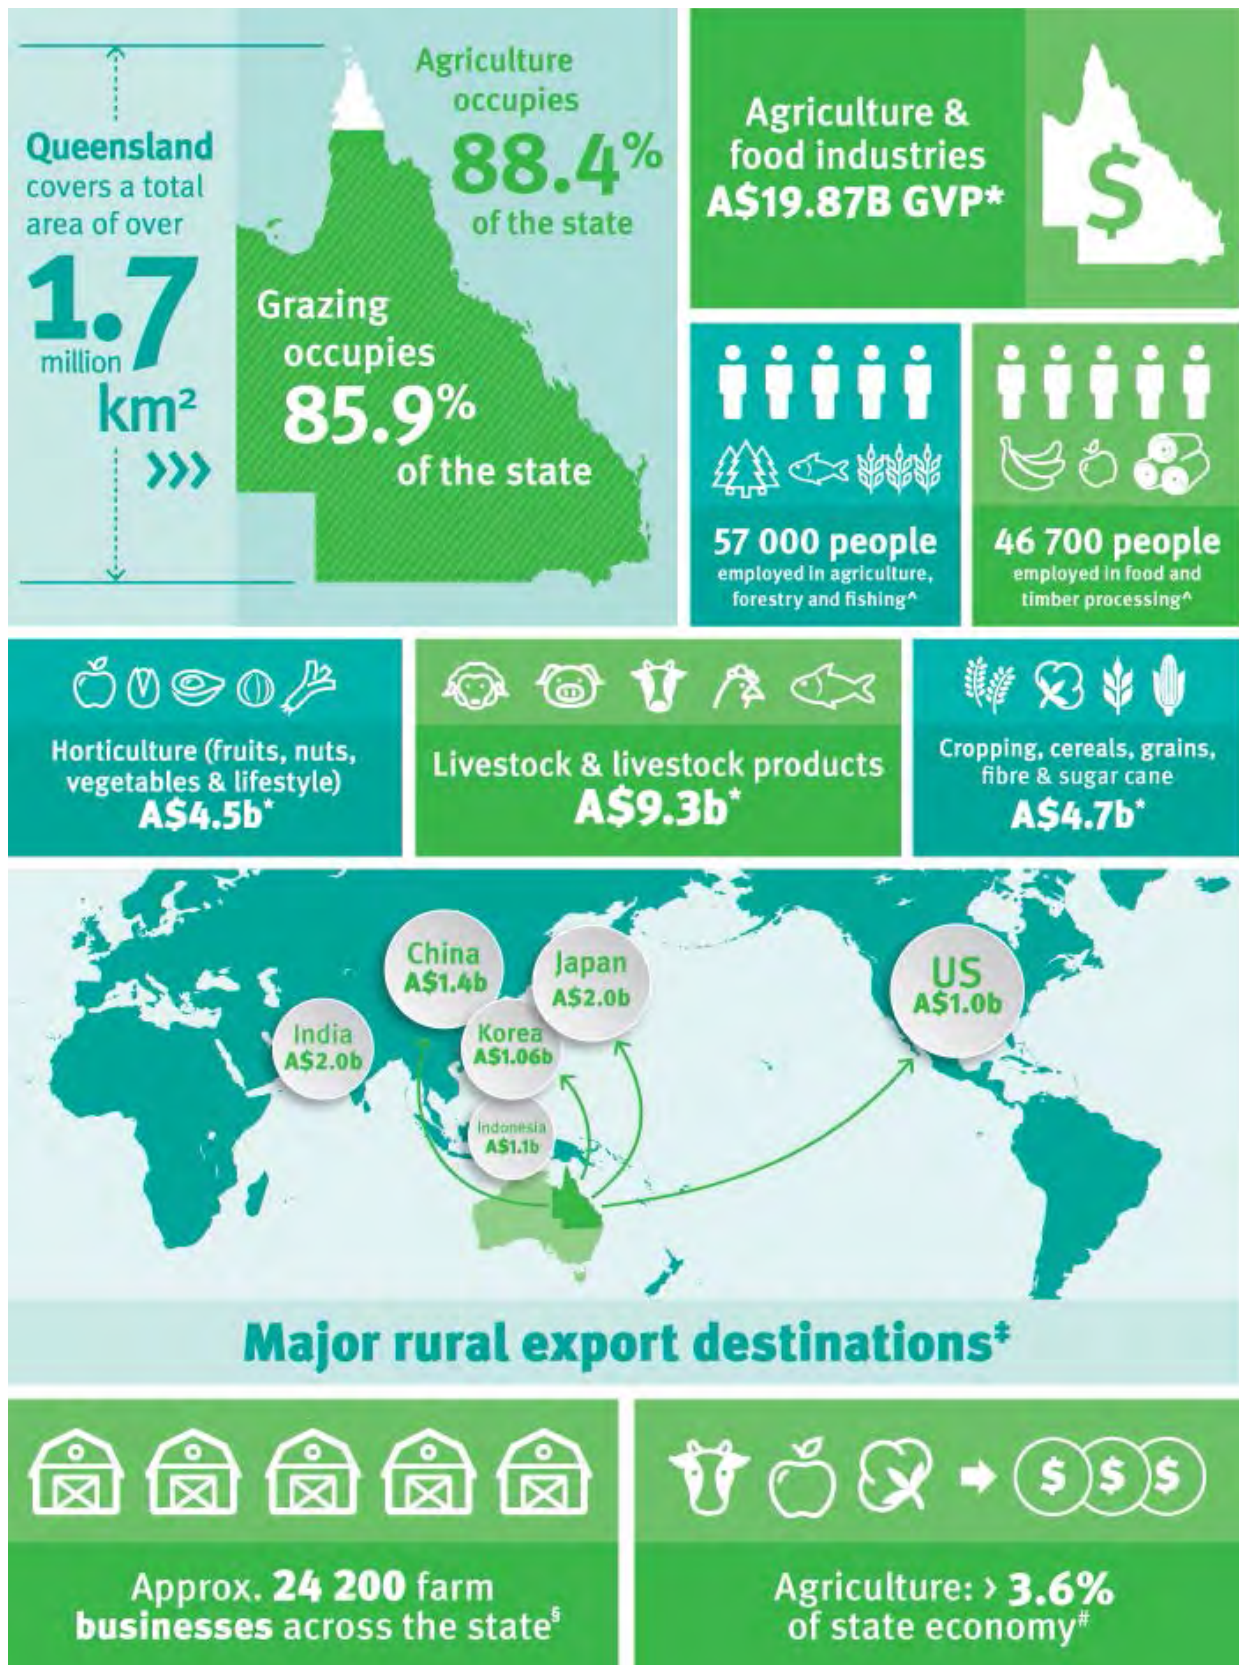 Queensland
covers a total
area of over
1.7
million
km²
Agriculture
occupies
88.4%
of the state
Grazing
occupies
85.9%
of the state
Agriculture &
food industries
A$19.87B GVP*
$
57 000 people
employed in agriculture,
forestry and fishing^
46 700 people
employed in food and
timber processing^
Horticulture (fruits, nuts,
vegetables & lifestyle)
A$4.5b*
Livestock & livestock products
A$9.3b*
Cropping, cereals, grains,
fibre & sugar cane
A$4.7b*
China
A$1.4b
Japan
A$2.0b
US
A$1.0b
India
A$2.0b
Korea
A$1.06b
Indonesia
A$1.1b
Major rural export destinations‡
Approx. 24 200 farm
businesses across the state§
$ $ $
Agriculture: > 3.6%
of state economy#